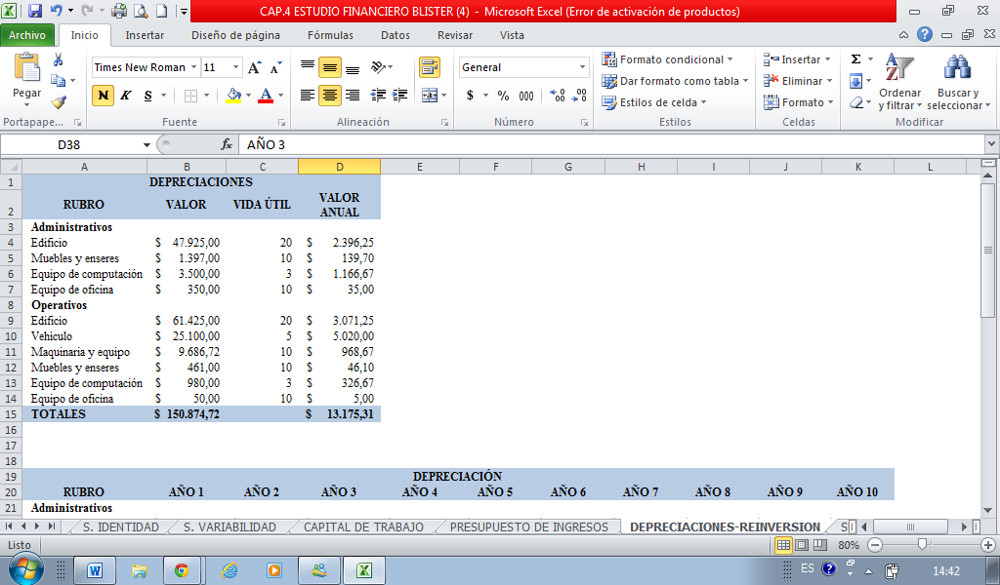 CAP.4 ESTUDIO FINANCIERO BLISTER (4) - Microsoft Excel (Error de activación de productos)
Archivo Inicio Insertar Diseño de página Fórmulas Datos Revisar Vista
Times New Roman 11 General Formato condicional Insertar Σ
Pegar Dar formato como tabla Eliminar Ordenar y filtrar Buscar y seleccionar
N K S $ % 000 Estilos de celda Formato
Portapape... Fuente Alineación Número Estilos Celdas Modificar
D38 fx AÑO 3
A B C D E F G H I J K L
1 DEPRECIACIONES
2 RUBRO VALOR VIDA ÚTIL VALOR ANUAL
3 Administrativos
4 Edificio $ 47.925,00 20 $ 2.396,25
5 Muebles y enseres $ 1.397,00 10 $ 139,70
6 Equipo de computación $ 3.500,00 3 $ 1.166,67
7 Equipo de oficina $ 350,00 10 $ 35,00
8 Operativos
9 Edificio $ 61.425,00 20 $ 3.071,25
10 Vehículo $ 25.100,00 5 $ 5.020,00
11 Maquinaria y equipo $ 9.686,72 10 $ 968,67
12 Muebles y enseres $ 461,00 10 $ 46,10
13 Equipo de computación $ 980,00 3 $ 326,67
14 Equipo de oficina $ 50,00 10 $ 5,00
15 TOTALES $ 150.874,72 $ 13.175,31
16
17
18
19 DEPRECIACIÓN
20 RUBRO AÑO 1 AÑO 2 AÑO 3 AÑO 4 AÑO 5 AÑO 6 AÑO 7 AÑO 8 AÑO 9 AÑO 10
21 Administrativos
S. IDENTIDAD S. VARIABILIDAD CAPITAL DE TRABAJO PRESUPUESTO DE INGRESOS DEPRECIACIONES-REINVERSION S
Listo 80%
ES 14:42